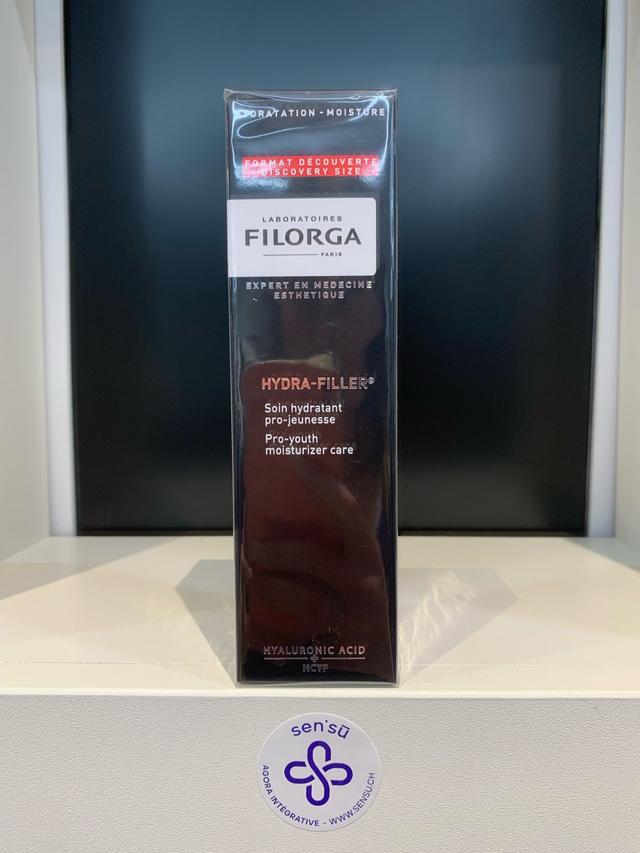 HYDRATATION - MOISTURE
FORMAT DÉCOUVERTE
DISCOVERY SIZE
LABORATOIRES
FILORGA
PARIS
EXPERT EN MEDECINE
ESTHETIQUE
HYDRA-FILLER®
Soin hydratant
pro-jeunesse
Pro-youth
moisturizer care
HYALURONIC ACID
+
NCTF
sen'sū
AGORA INTÉGRATIVE - WWW.SENSU.CH